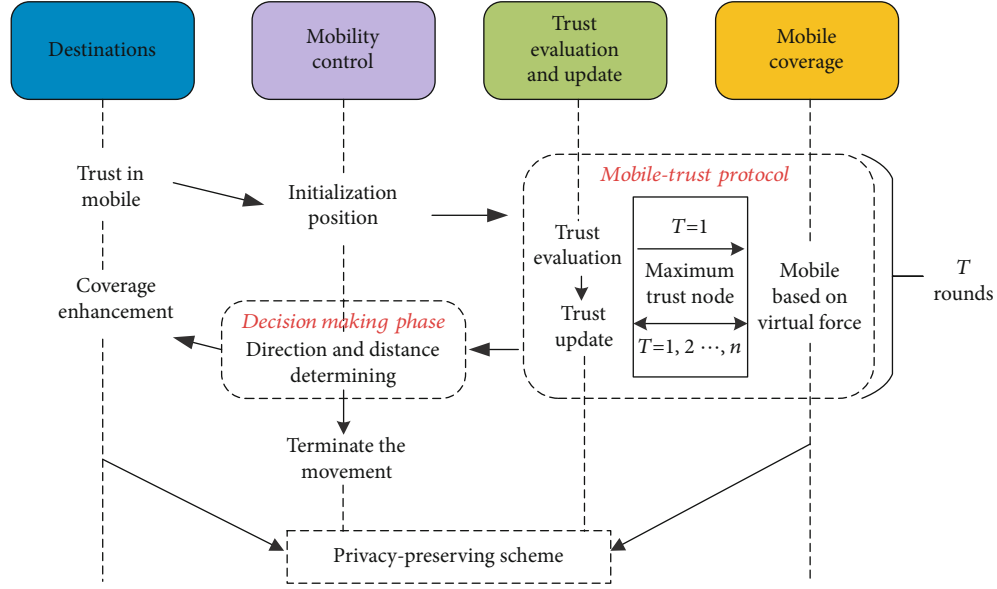 Destinations
Mobility
control
Trust
evaluation
and update
Mobile
coverage
Trust in
mobile
Initialization
position
Mobile-trust protocol
Trust
evaluation
Trust
update
T=1
Maximum
trust node
T=1, 2 ···, n
Mobile
based on
virtual force
T
rounds
Coverage
enhancement
Decision making phase
Direction and distance
determining
Terminate the
movement
Privacy-preserving scheme